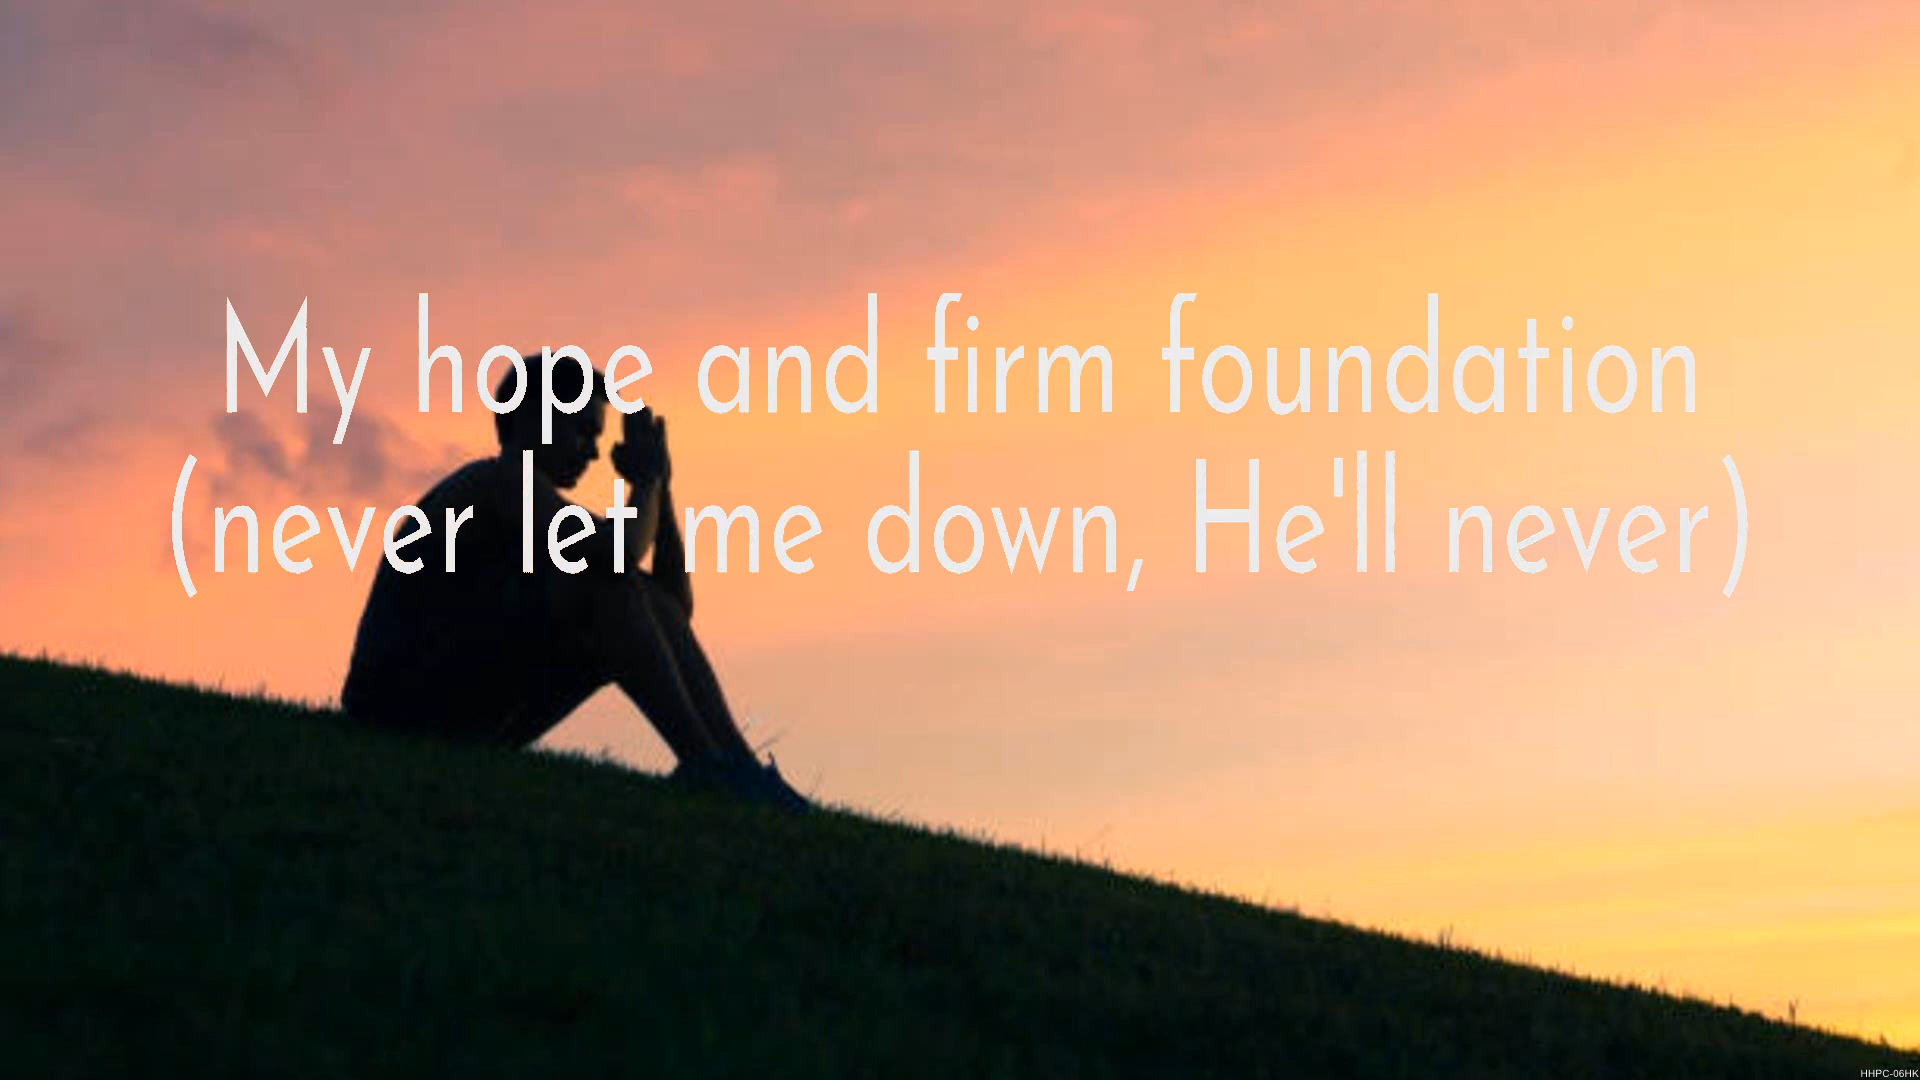 My hope and firm foundation
(never let me down, He'll never)
HHPC-06HK